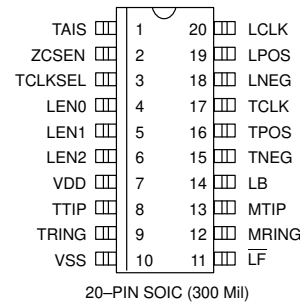 TAIS 1 20 LCLK
ZCSEN 2 19 LPOS
TCLKSEL 3 18 LNEG
LEN0 4 17 TCLK
LEN1 5 16 TPOS
LEN2 6 15 TNEG
VDD 7 14 LB
TTIP 8 13 MTIP
TRING 9 12 MRING
VSS 10 11 L̅F̅
20–PIN SOIC (300 Mil)